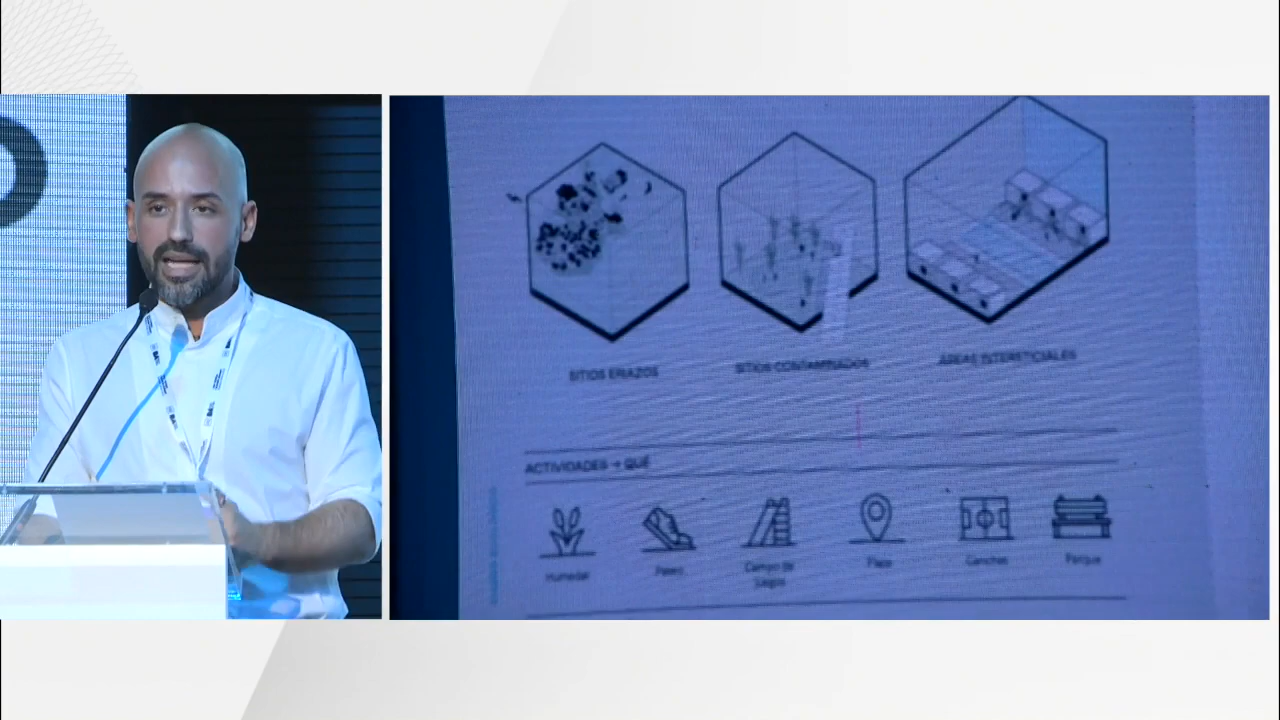 SITIOS ERIAZOS
SITIOS CONTAMINADOS
ÁREAS INTERSTICIALES
ACTIVIDADES → QUÉ
Humedal
Paseo
Campo de
Juegos
Plaza
Canchas
Parque